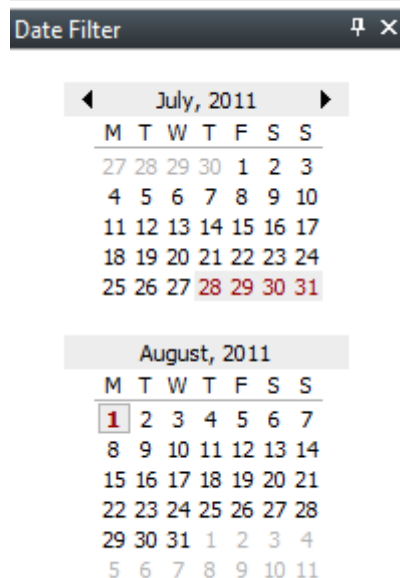 Date Filter
July, 2011
M T W T F S S
27 28 29 30 1 2 3
4 5 6 7 8 9 10
11 12 13 14 15 16 17
18 19 20 21 22 23 24
25 26 27 28 29 30 31
August, 2011
M T W T F S S
1 2 3 4 5 6 7
8 9 10 11 12 13 14
15 16 17 18 19 20 21
22 23 24 25 26 27 28
29 30 31 1 2 3 4
5 6 7 8 9 10 11